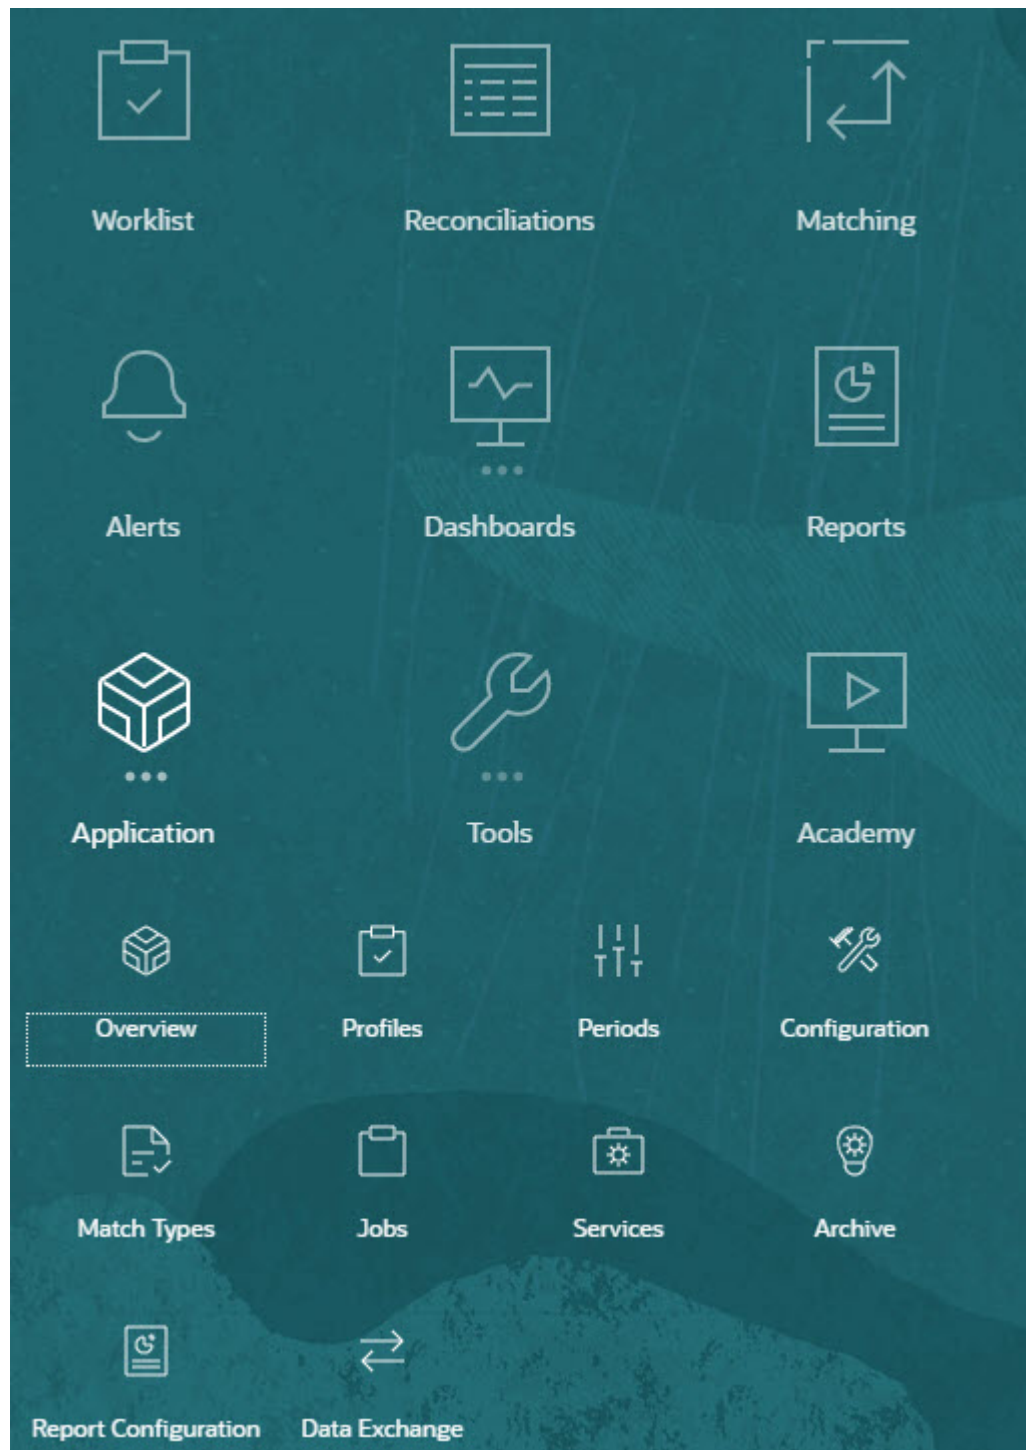 Worklist Reconciliations Matching
Alerts Dashboards Reports
Application Tools Academy
Overview Profiles Periods Configuration
Match Types Jobs Services Archive
Report Configuration Data Exchange